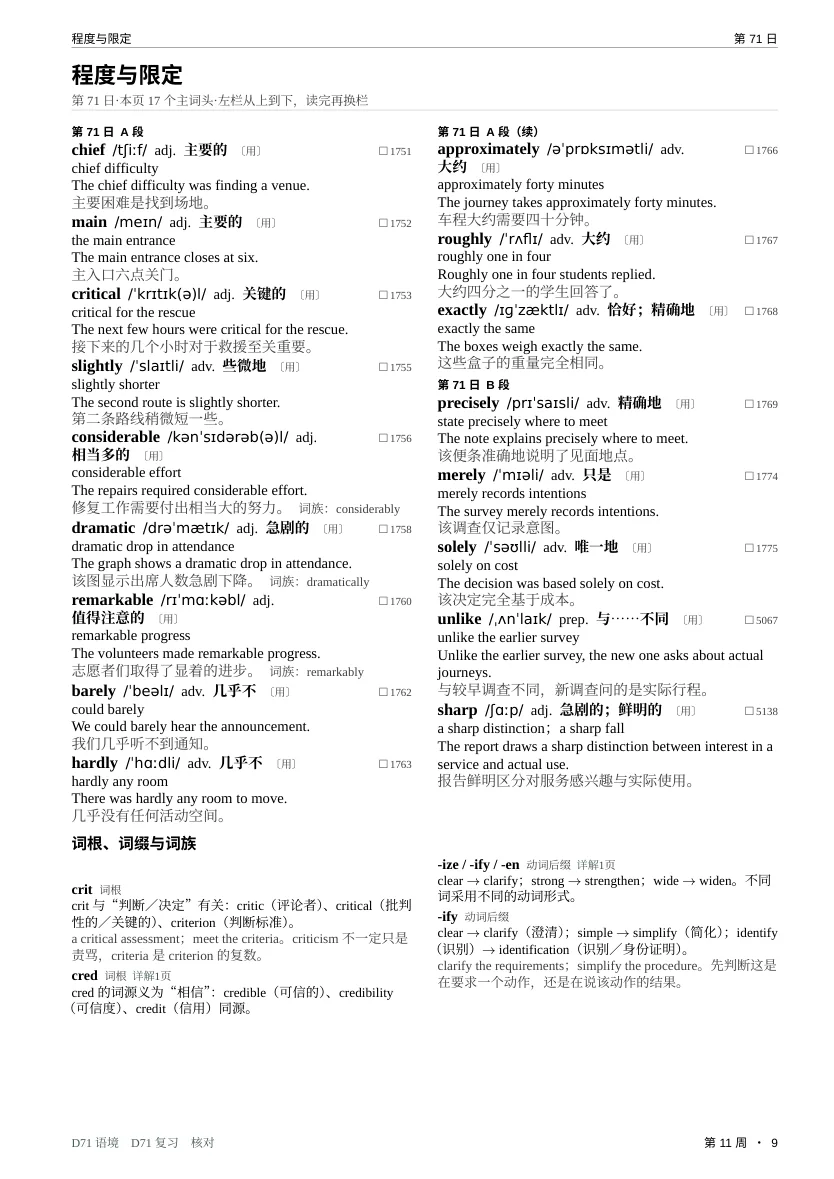 程度与限定
第 71 日
程度与限定
第 71 日·本页 17 个主词头·左栏从上到下，读完再换栏
第 71 日 A 段
chief /tʃiːf/ adj. 主要的 〔用〕 □1751
chief difficulty
The chief difficulty was finding a venue.
主要困难是找到场地。
main /meɪn/ adj. 主要的 〔用〕 □1752
the main entrance
The main entrance closes at six.
主入口六点关门。
critical /ˈkrɪtɪk(ə)l/ adj. 关键的 〔用〕 □1753
critical for the rescue
The next few hours were critical for the rescue.
接下来的几个小时对于救援至关重要。
slightly /ˈslaɪtli/ adv. 些微地 〔用〕 □1755
slightly shorter
The second route is slightly shorter.
第二条路线稍微短一些。
considerable /kənˈsɪdərəb(ə)l/ adj. □1756
相当多的 〔用〕
considerable effort
The repairs required considerable effort.
修复工作需要付出相当大的努力。 词族：considerably
dramatic /drəˈmætɪk/ adj. 急剧的 〔用〕 □1758
dramatic drop in attendance
The graph shows a dramatic drop in attendance.
该图显示出席人数急剧下降。 词族：dramatically
remarkable /rɪˈmɑːkəbl/ adj. □1760
值得注意的 〔用〕
remarkable progress
The volunteers made remarkable progress.
志愿者们取得了显着的进步。 词族：remarkably
barely /ˈbeəlɪ/ adv. 几乎不 〔用〕 □1762
could barely
We could barely hear the announcement.
我们几乎听不到通知。
hardly /ˈhɑːdli/ adv. 几乎不 〔用〕 □1763
hardly any room
There was hardly any room to move.
几乎没有任何活动空间。
第 71 日 A 段（续）
approximately /əˈprɒksɪmətli/ adv. □1766
大约 〔用〕
approximately forty minutes
The journey takes approximately forty minutes.
车程大约需要四十分钟。
roughly /ˈrʌflɪ/ adv. 大约 〔用〕 □1767
roughly one in four
Roughly one in four students replied.
大约四分之一的学生回答了。
exactly /ɪɡˈzæktlɪ/ adv. 恰好；精确地 〔用〕 □1768
exactly the same
The boxes weigh exactly the same.
这些盒子的重量完全相同。
第 71 日 B 段
precisely /prɪˈsaɪsli/ adv. 精确地 〔用〕 □1769
state precisely where to meet
The note explains precisely where to meet.
该便条准确地说明了见面地点。
merely /ˈmɪəli/ adv. 只是 〔用〕 □1774
merely records intentions
The survey merely records intentions.
该调查仅记录意图。
solely /ˈsəʊlli/ adv. 唯一地 〔用〕 □1775
solely on cost
The decision was based solely on cost.
该决定完全基于成本。
unlike /ˌʌnˈlaɪk/ prep. 与……不同 〔用〕 □5067
unlike the earlier survey
Unlike the earlier survey, the new one asks about actual
journeys.
与较早调查不同，新调查问的是实际行程。
sharp /ʃɑːp/ adj. 急剧的；鲜明的 〔用〕 □5138
a sharp distinction；a sharp fall
The report draws a sharp distinction between interest in a
service and actual use.
报告鲜明区分对服务感兴趣与实际使用。
词根、词缀与词族
crit 词根
crit 与“判断／决定”有关：critic（评论者）、critical（批判
性的／关键的）、criterion（判断标准）。
a critical assessment；meet the criteria。criticism 不一定只是
责骂，criteria 是 criterion 的复数。
cred 词根 详解1页
cred 的词源义为“相信”：credible（可信的）、credibility
（可信度）、credit（信用）同源。
-ize / -ify / -en 动词后缀 详解1页
clear → clarify；strong → strengthen；wide → widen。不同
词采用不同的动词形式。
-ify 动词后缀
clear → clarify（澄清）；simple → simplify（简化）；identify
（识别）→ identification（识别／身份证明）。
clarify the requirements；simplify the procedure。先判断这是
在要求一个动作，还是在说该动作的结果。
D71 语境 D71 复习 核对
第 11 周 · 9